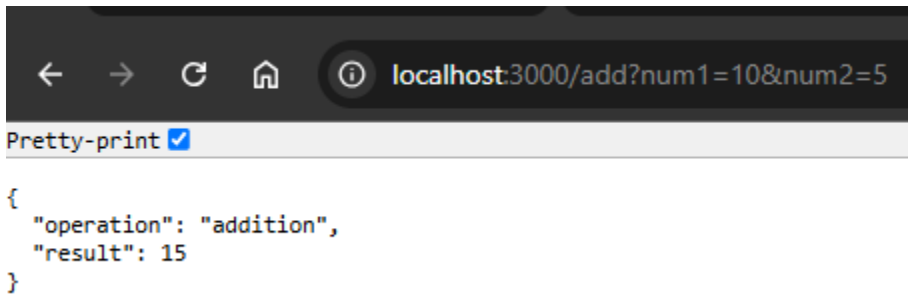 localhost:3000/add?num1=10&num2=5
Pretty-print
{
  "operation": "addition",
  "result": 15
}